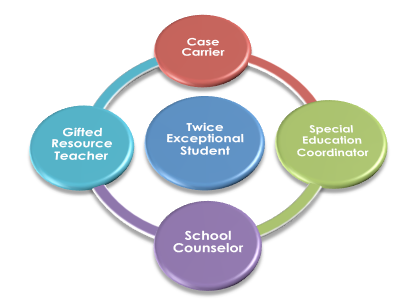 Case
Carrier
Gifted
Resource
Teacher
Twice
Exceptional
Student
Special
Education
Coordinator
School
Counselor